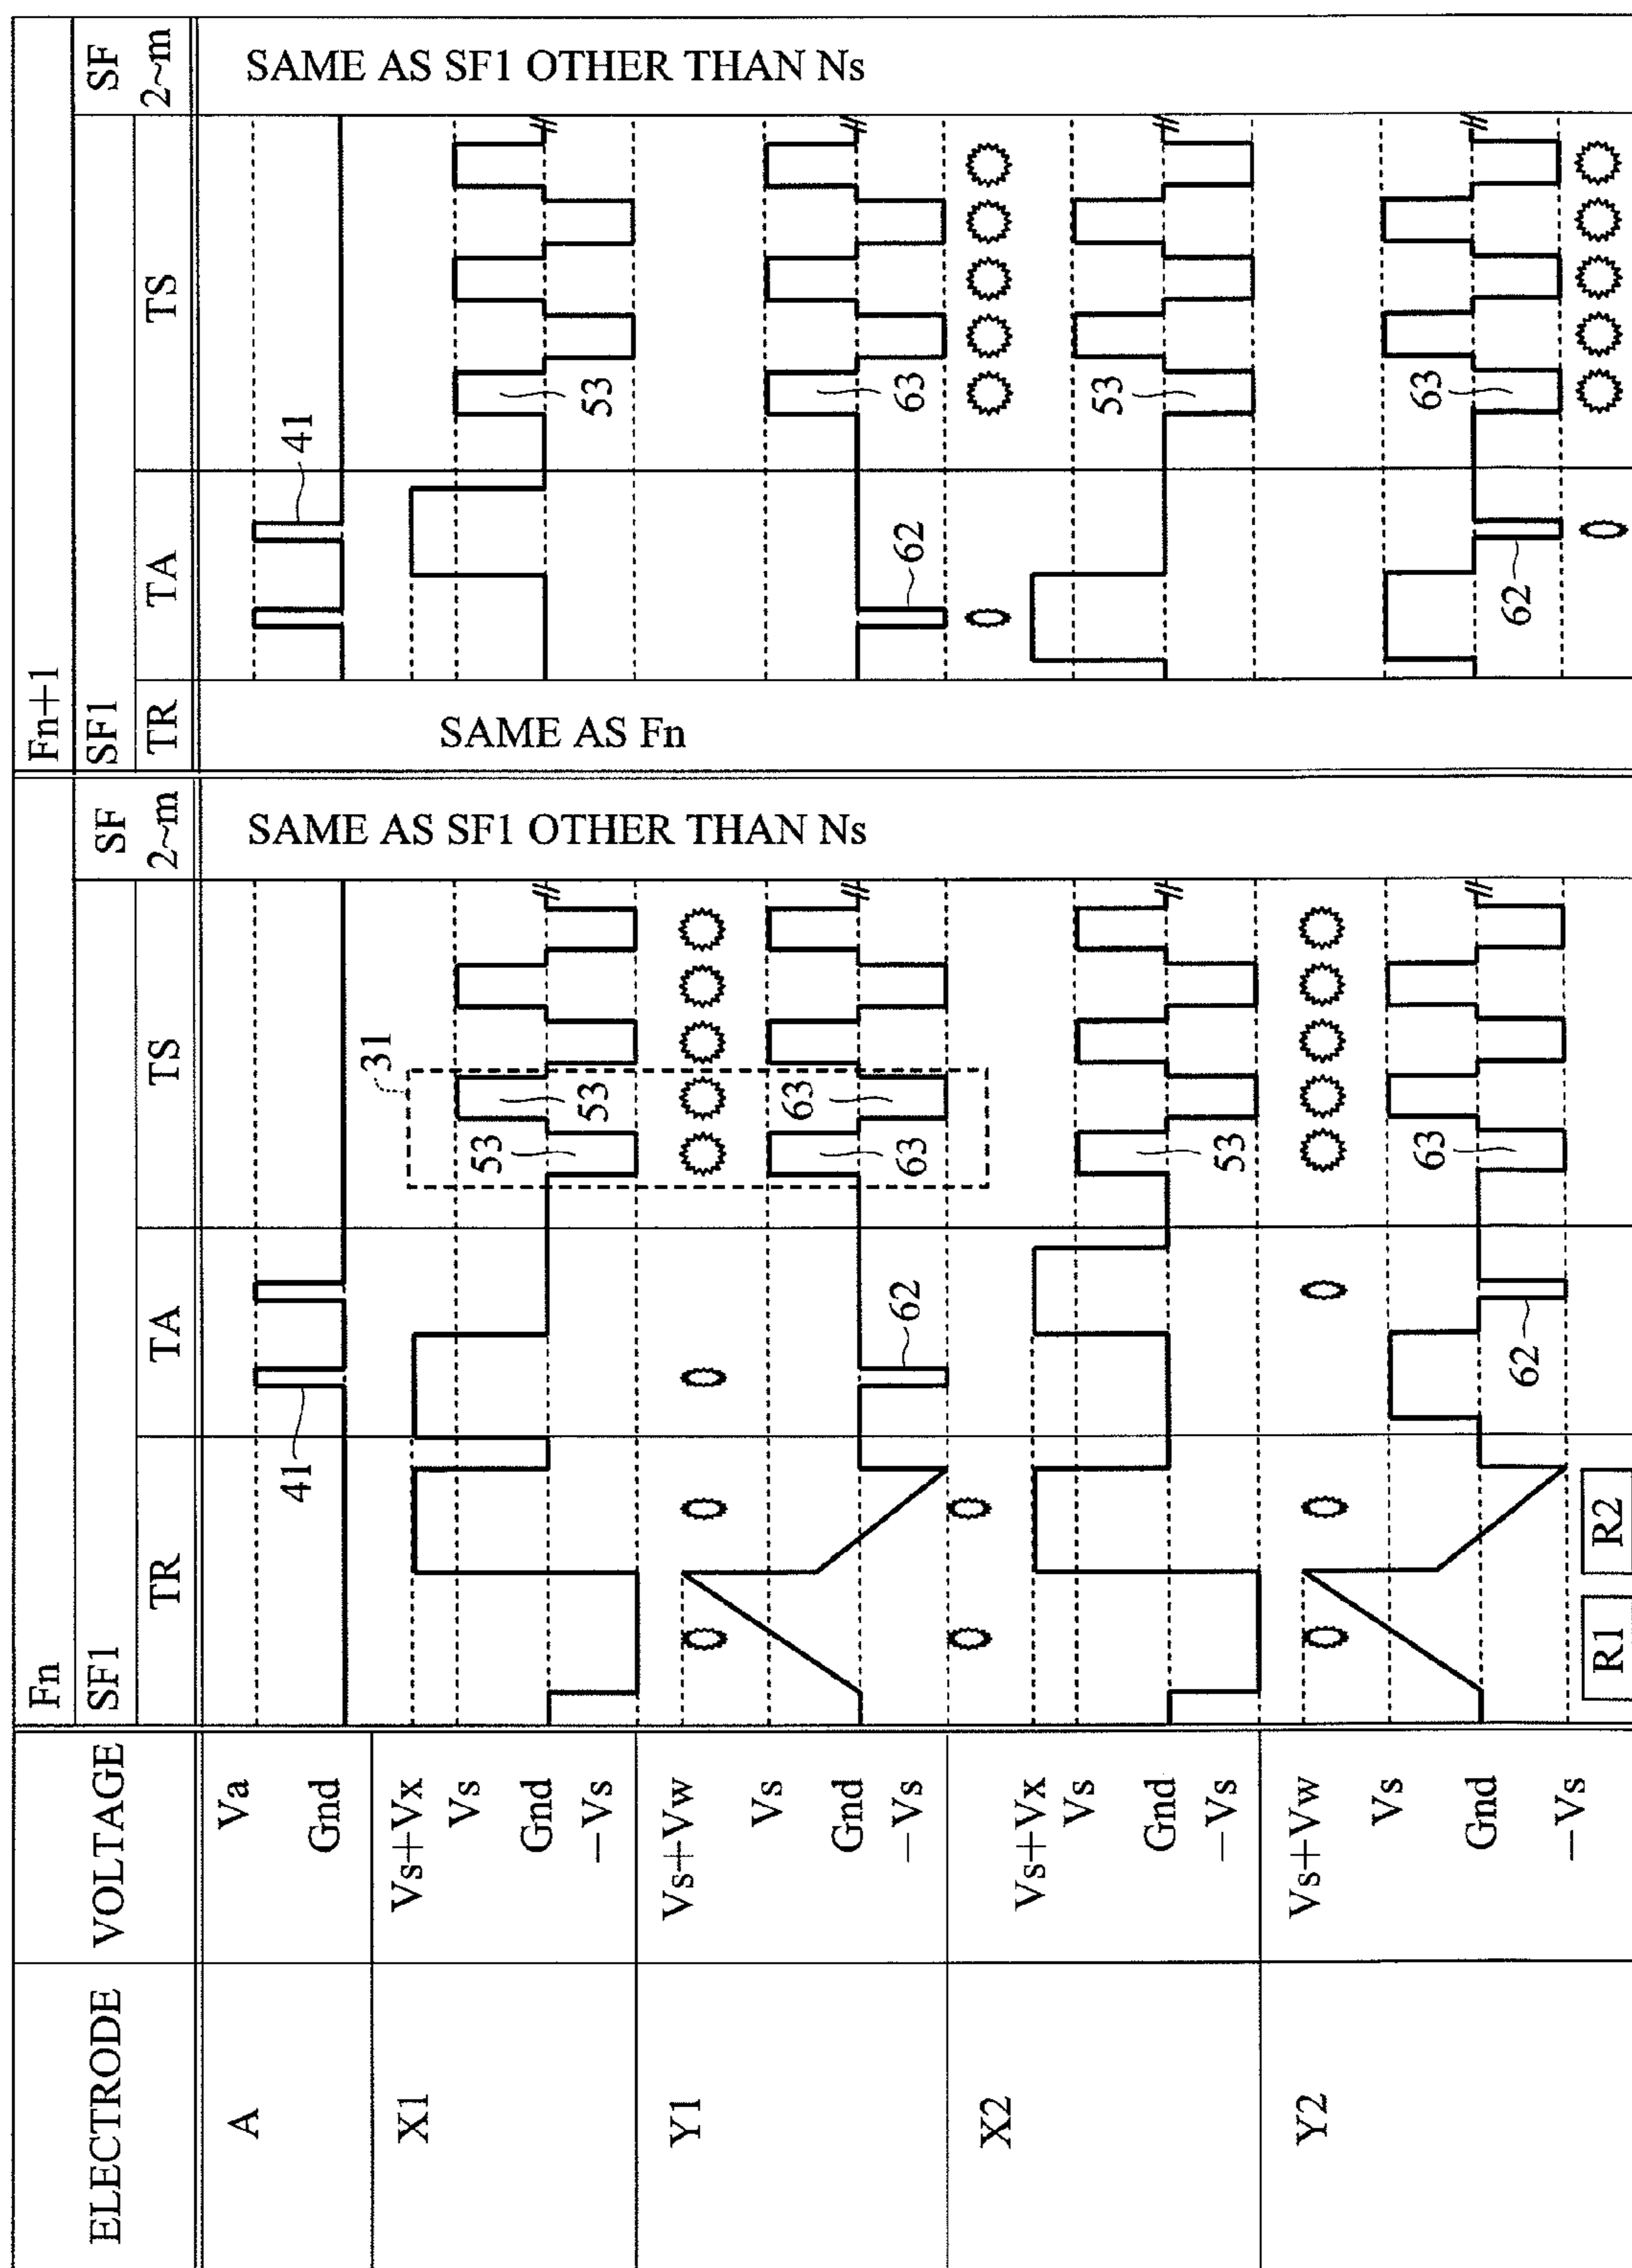 ELECTRODE VOLTAGE Fn Fn+1
SF1 SF SF1 SF
TR TA TS 2~m TR TA TS 2~m
A Va
Gnd
41
41
X1 Vs+Vx
Vs
Gnd
−Vs
31
53
53
53
Y1 Vs+Vw
Vs
Gnd
−Vs
62
63
63
62
63
X2 Vs+Vx
Vs
Gnd
−Vs
53
53
Y2 Vs+Vw
Vs
Gnd
−Vs
62
63
62
63
SAME AS SF1 OTHER THAN Ns
SAME AS Fn
SAME AS SF1 OTHER THAN Ns
R1 R2